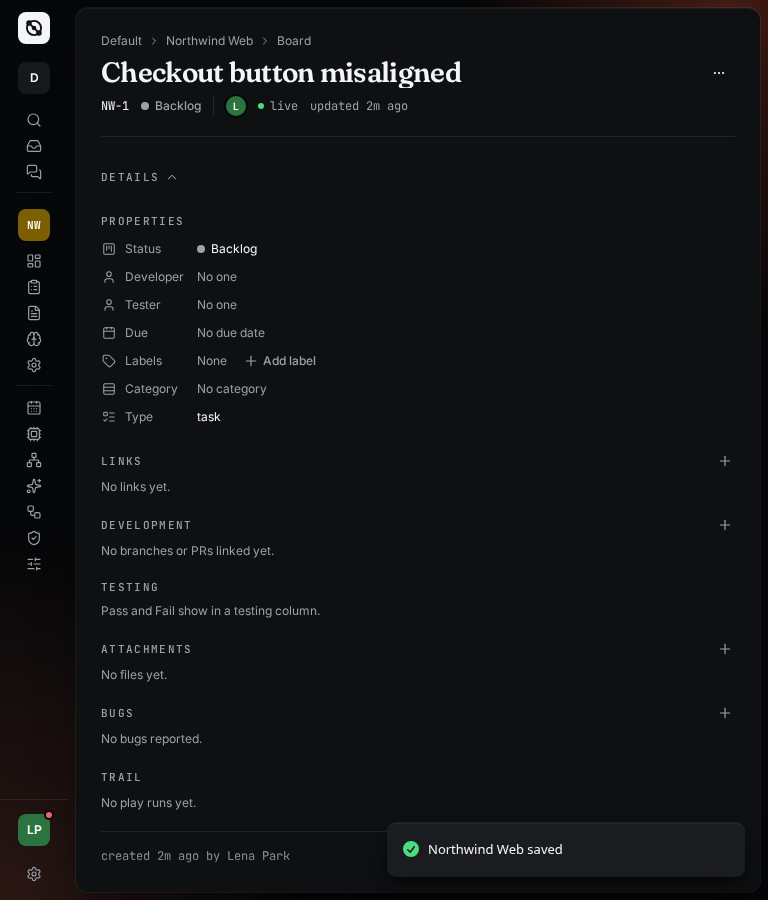 D
NW
LP
Default > Northwind Web > Board
Checkout button misaligned
NW-1 Backlog L live updated 2m ago
DETAILS
PROPERTIES
Status Backlog
Developer No one
Tester No one
Due No due date
Labels None + Add label
Category No category
Type task
LINKS
No links yet.
DEVELOPMENT
No branches or PRs linked yet.
TESTING
Pass and Fail show in a testing column.
ATTACHMENTS
No files yet.
BUGS
No bugs reported.
TRAIL
No play runs yet.
created 2m ago by Lena Park
Northwind Web saved